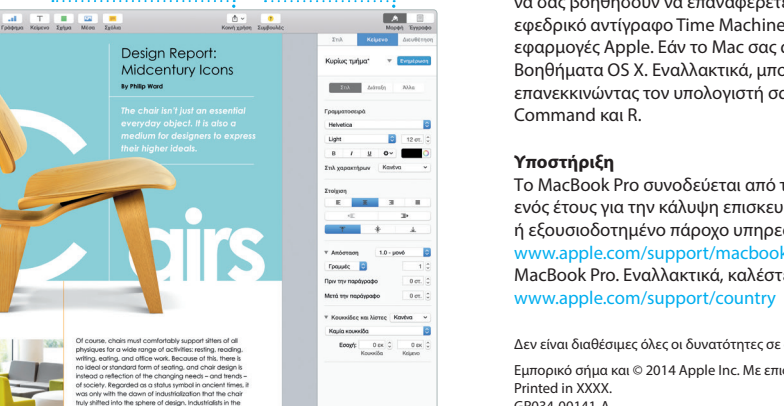 Γράφημα Κείμενο Σχήμα Μέσα Σχόλιο
Κοινή χρήση Συμβουλές
Μορφή Έγγραφο
Design Report:
Midcentury Icons
By Philip Ward
The chair isn't just an essential
everyday object. It is also a
medium for designers to express
their higher ideals.
C
airs
Of course, chairs must comfortably support sitters of all
physiques for a wide range of activities: resting, reading,
writing, eating, and office work. Because of this, there is
no ideal or standard form of seating, and chair design is
instead a reflection of the changing needs – and trends –
of society. Regarded as a status symbol in ancient times, it
was only with the dawn of industrialization that the chair
truly shifted into the sphere of design. Industrialists in the
Στιλ Κείμενο Διευθέτηση
Κυρίως τμήμα* Ενημέρωση
Στιλ Διάταξη Άλλα
Γραμματοσειρά
Helvetica
Light 12 στ.
B I U
Στιλ χαρακτήρων Κανένα
Στοίχιση
Απόσταση 1.0 - μονό
Γραμμές 1
Πριν την παράγραφο 0 στ.
Μετά την παράγραφο 0 στ.
Κουκκίδες και λίστες Κανένα
Καμία κουκκίδα
Εσοχή: 0 εκ 0 εκ
Κουκκίδα Κείμενο
να σας βοηθήσουν να επαναφέρετε
εφεδρικό αντίγραφο Time Machine
εφαρμογές Apple. Εάν το Mac σας
Βοηθήματα OS X. Εναλλακτικά,
επανεκκινώντας τον υπολογιστή
Command και R.
Υποστήριξη
Το MacBook Pro συνοδεύεται από
ενός έτους για την κάλυψη
ή εξουσιοδοτημένο πάροχο
www.apple.com/support/macbook
MacBook Pro. Εναλλακτικά,
www.apple.com/support/country
Δεν είναι διαθέσιμες όλες οι δυνατότητες σε
Εμπορικό σήμα και © 2014 Apple Inc. Με
Printed in XXXX.
GR034-00141-A